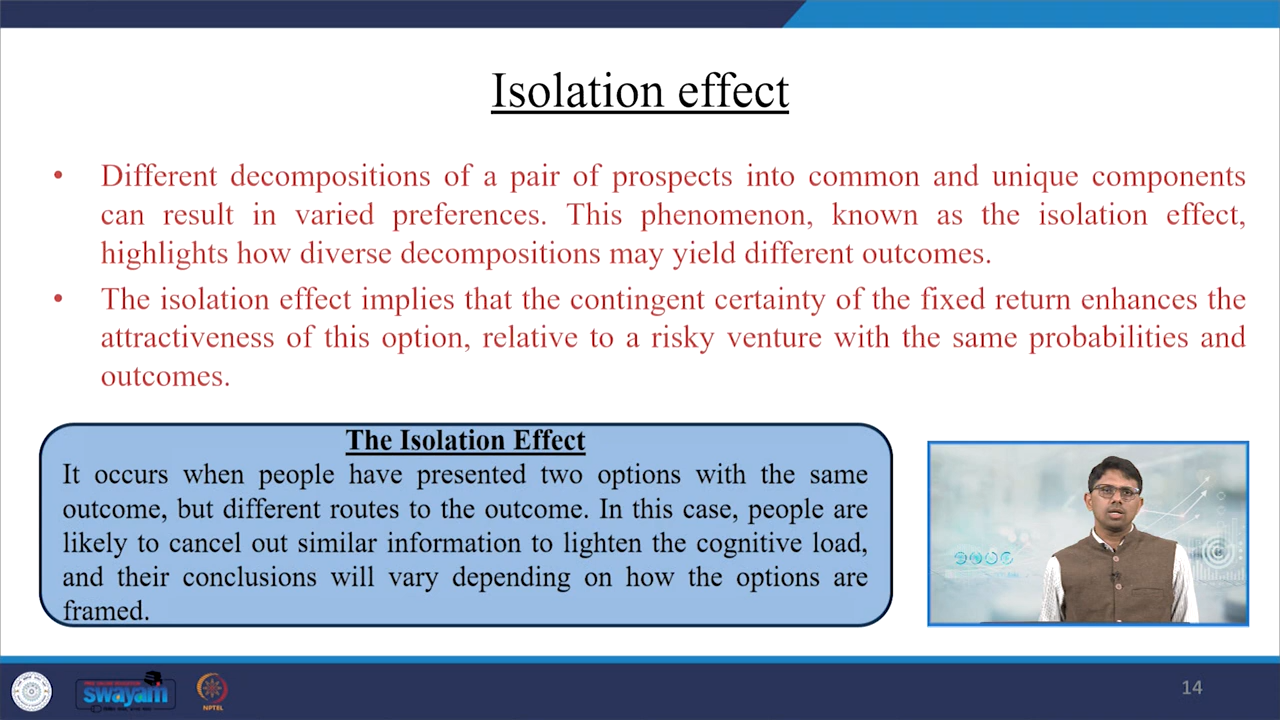 Isolation effect
• Different decompositions of a pair of prospects into common and unique components
can result in varied preferences. This phenomenon, known as the isolation effect,
highlights how diverse decompositions may yield different outcomes.
• The isolation effect implies that the contingent certainty of the fixed return enhances the
attractiveness of this option, relative to a risky venture with the same probabilities and
outcomes.
The Isolation Effect
It occurs when people have presented two options with the same
outcome, but different routes to the outcome. In this case, people are
likely to cancel out similar information to lighten the cognitive load,
and their conclusions will vary depending on how the options are
framed.
swayam
NPTEL
14